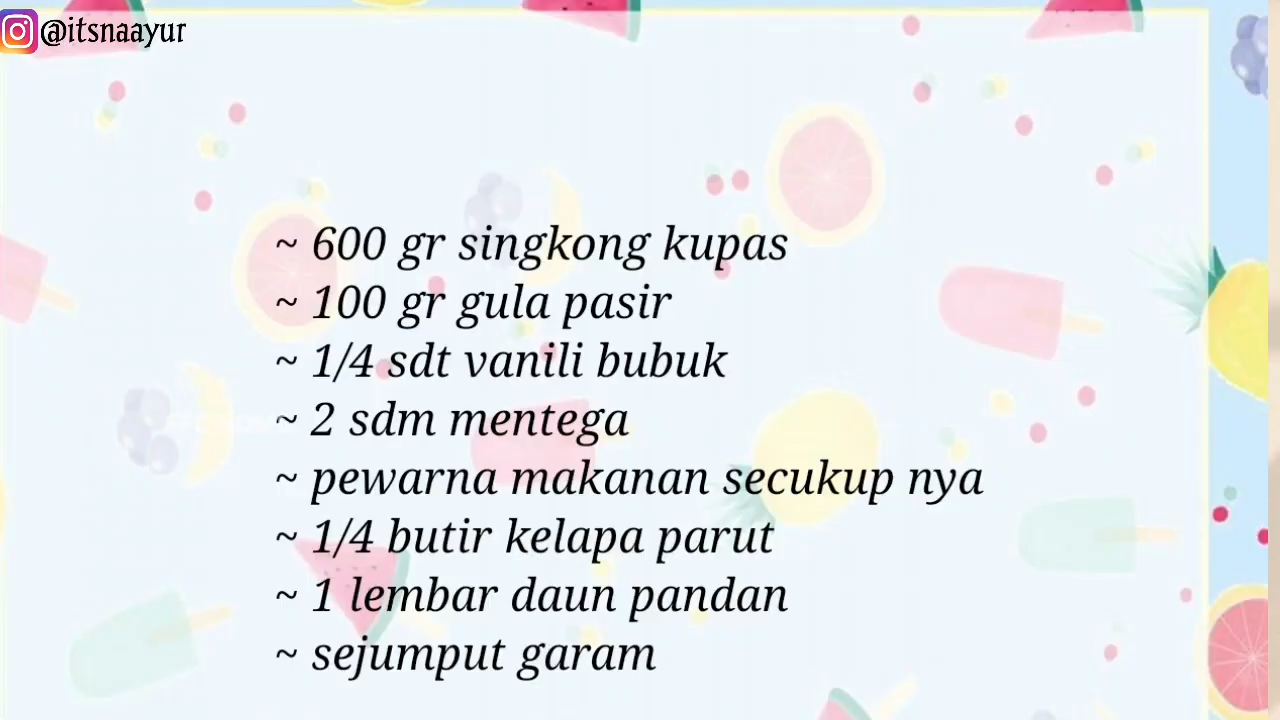 @itsnaayur
~ 600 gr singkong kupas
~ 100 gr gula pasir
~ 1/4 sdt vanili bubuk
~ 2 sdm mentega
~ pewarna makanan secukup nya
~ 1/4 butir kelapa parut
~ 1 lembar daun pandan
~ sejumput garam